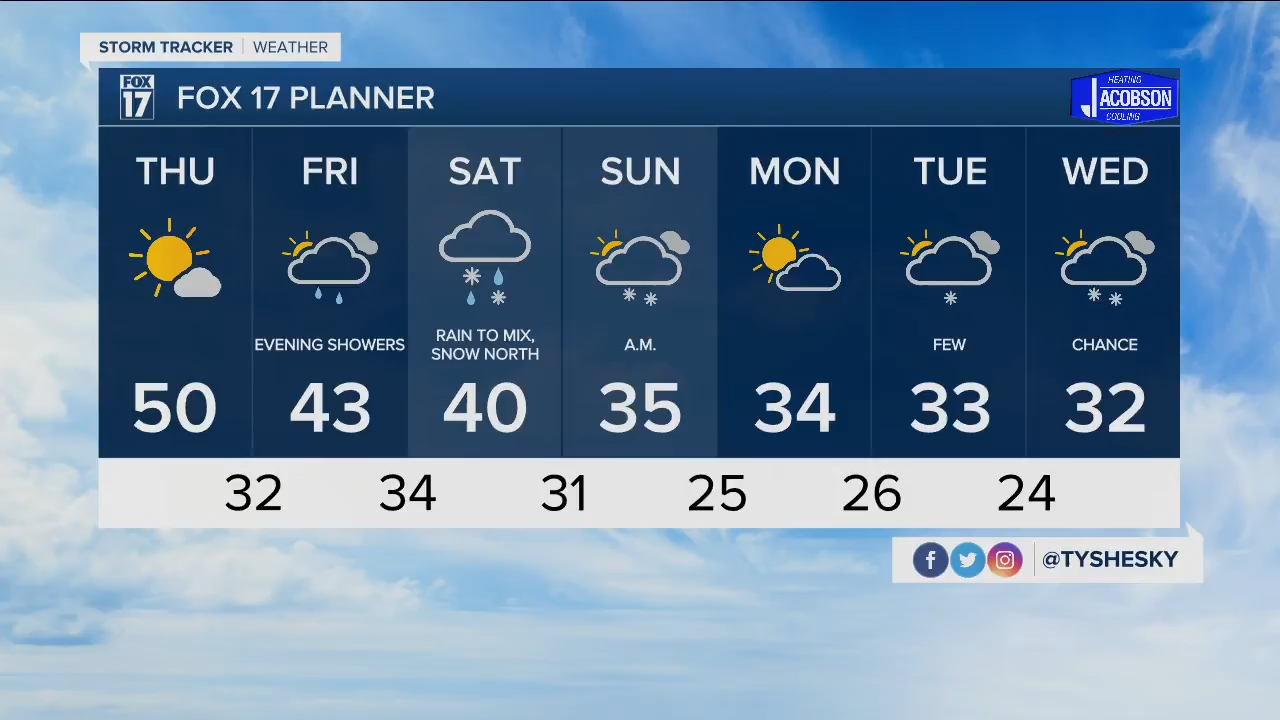 STORM TRACKER | WEATHER
FOX 17
FOX 17 PLANNER
HEATING
JACOBSON
COOLING
THU FRI SAT SUN MON TUE WED
EVENING SHOWERS
RAIN TO MIX,
SNOW NORTH
A.M.
FEW
CHANCE
50 43 40 35 34 33 32
32 34 31 25 26 24
@TYSHESKY